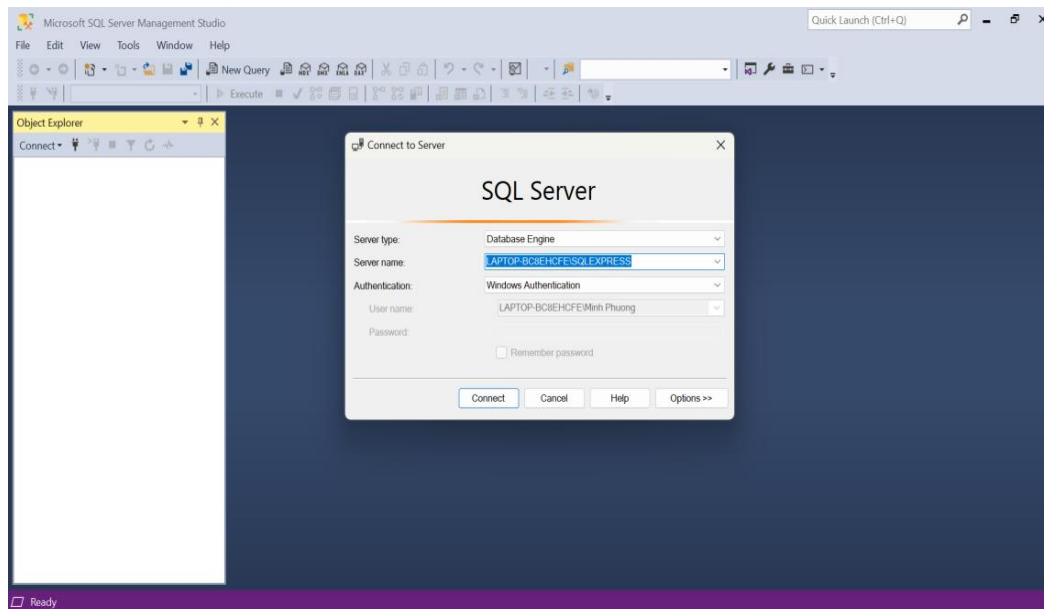 Microsoft SQL Server Management Studio
Quick Launch (Ctrl+Q)
File Edit View Tools Window Help
New Query
Execute
Object Explorer
Connect
Connect to Server
SQL Server
Server type: Database Engine
Server name: LAPTOP-BC8EHCFE\SQLEXPRESS
Authentication: Windows Authentication
User name: LAPTOP-BC8EHCFE\Minh Phuong
Password:
Remember password
Connect Cancel Help Options >>
Ready